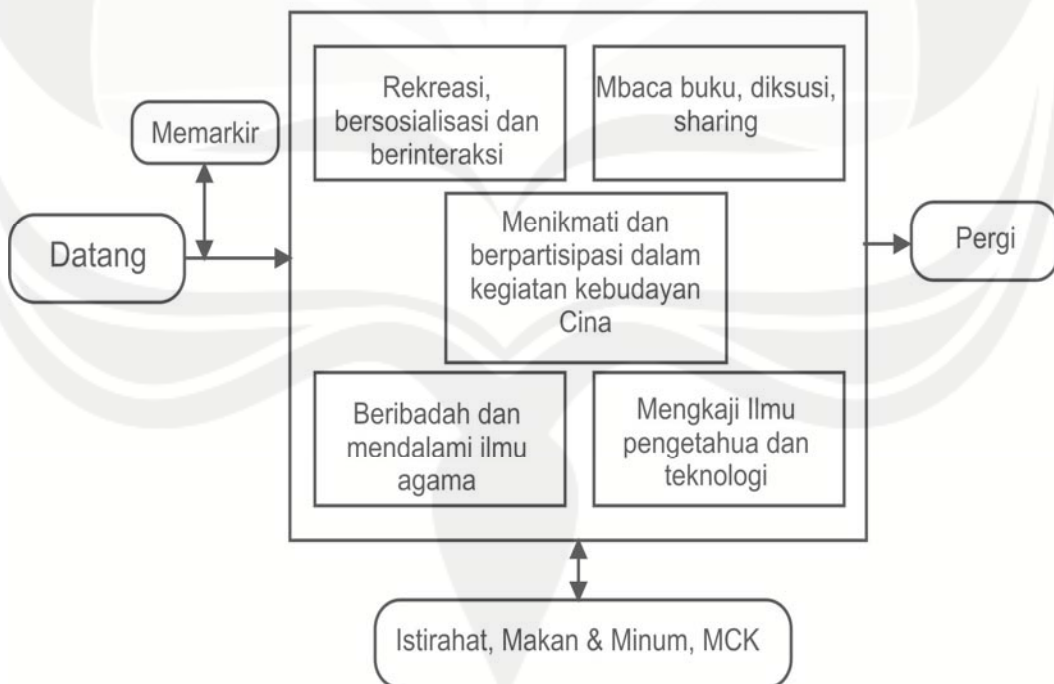 Rekreasi,
bersosialisasi dan
berinteraksi
Mbaca buku, diksusi,
sharing
Memarkir
Datang
Menikmati dan
berpartisipasi dalam
kegiatan kebudayan
Cina
Pergi
Beribadah dan
mendalami ilmu
agama
Mengkaji Ilmu
pengetahua dan
teknologi
Istirahat, Makan & Minum, MCK